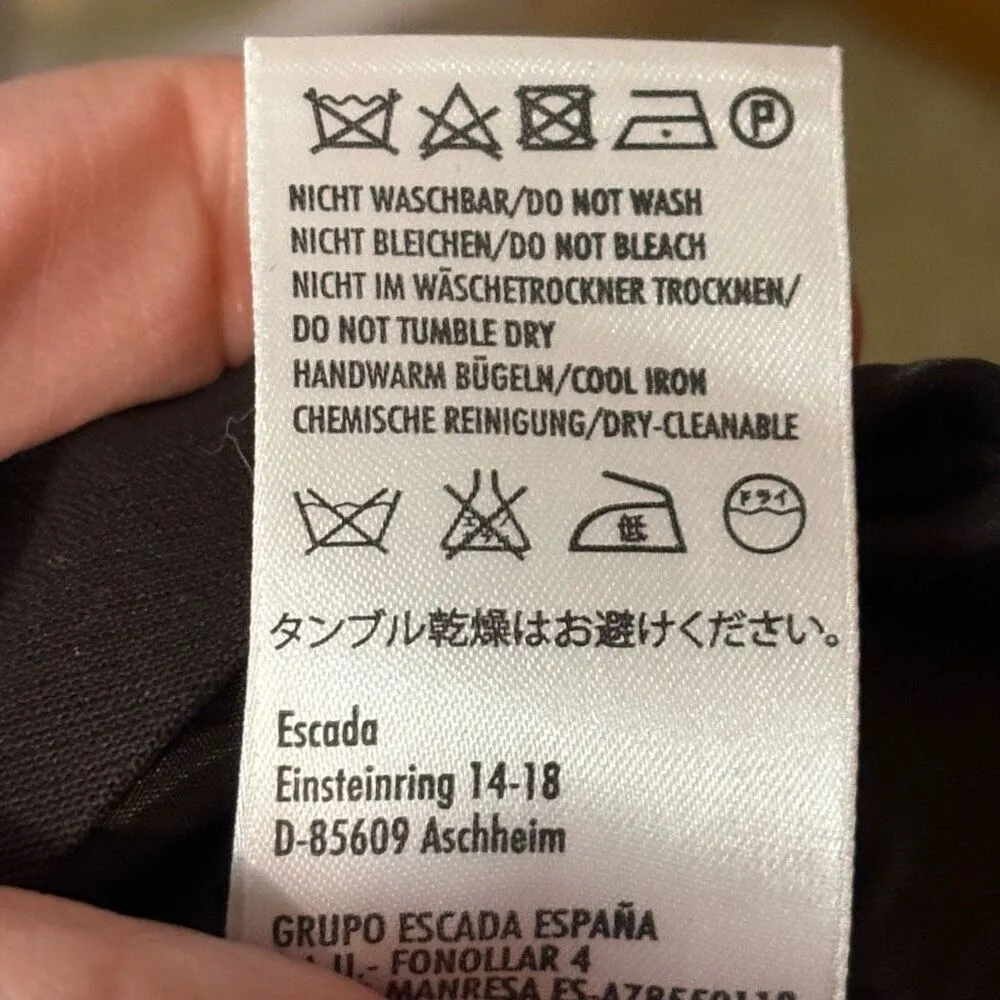 P
NICHT WASCHBAR/DO NOT WASH
NICHT BLEICHEN/DO NOT BLEACH
NICHT IM WÄSCHETROCKNER TROCKNEN/
DO NOT TUMBLE DRY
HANDWARM BÜGELN/COOL IRON
CHEMISCHE REINIGUNG/DRY-CLEANABLE
低 ドライ
タンブル乾燥はお避けください。
Escada
Einsteinring 14-18
D-85609 Aschheim
GRUPO ESCADA ESPAÑA
FONOLLAR 4
MANRESA